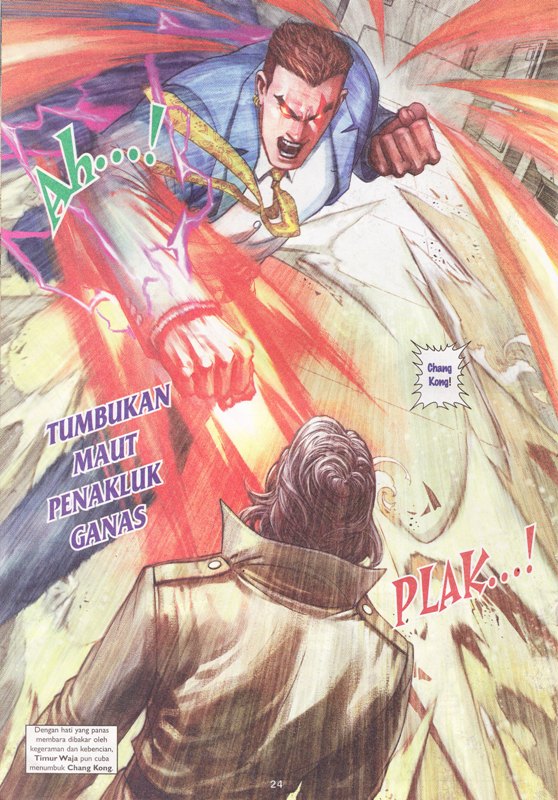 Ah...!
Chang
Kong!
TUMBUKAN
MAUT
PENAKLUK
GANAS
PLAK...!
Dengan hati yang panas
membara dibakar oleh
kegeraman dan kebencian,
Timur Waja pun cuba
menumbuk Chang Kong.
24